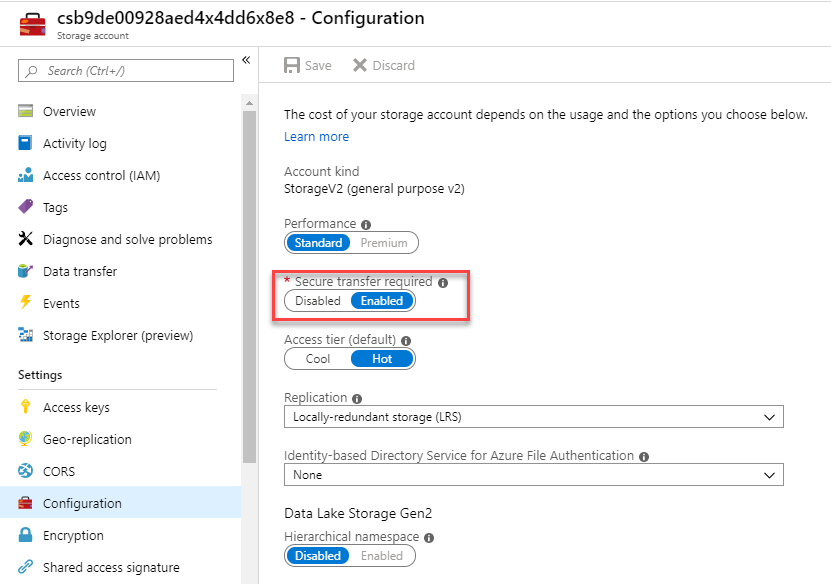 csb9de00928aed4x4dd6x8e8 - Configuration
Storage account
Search (Ctrl+/)
«
Overview
Activity log
Access control (IAM)
Tags
Diagnose and solve problems
Data transfer
Events
Storage Explorer (preview)
Settings
Access keys
Geo-replication
CORS
Configuration
Encryption
Shared access signature
Save Discard
The cost of your storage account depends on the usage and the options you choose below.
Learn more
Account kind
StorageV2 (general purpose v2)
Performance
Standard Premium
* Secure transfer required
Disabled Enabled
Access tier (default)
Cool Hot
Replication
Locally-redundant storage (LRS)
Identity-based Directory Service for Azure File Authentication
None
Data Lake Storage Gen2
Hierarchical namespace
Disabled Enabled